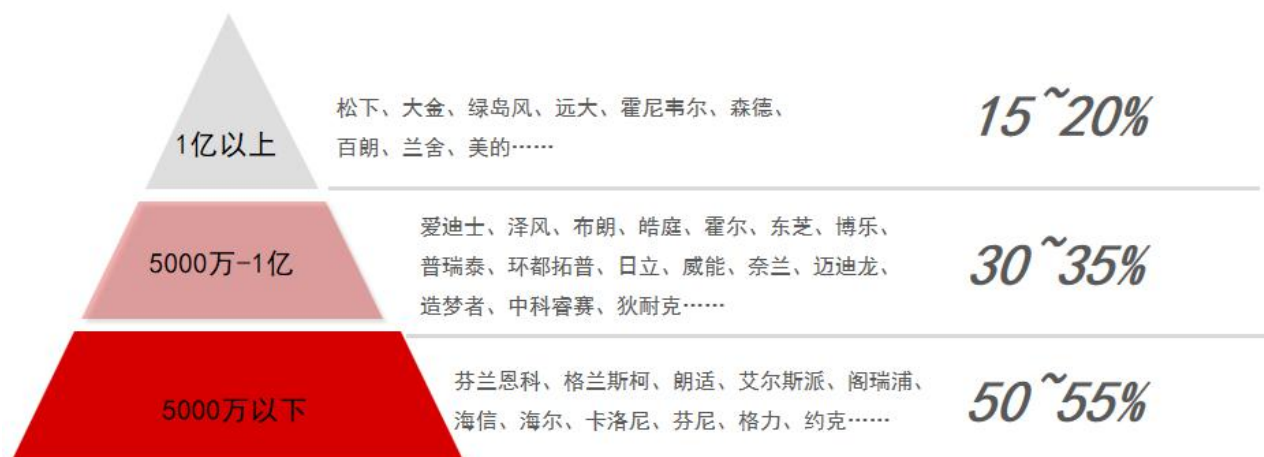 1亿以上
松下、大金、绿岛风、远大、霍尼韦尔、森德、
百朗、兰舍、美的……
15~20%
5000万-1亿
爱迪士、泽风、布朗、皓庭、霍尔、东芝、博乐、
普瑞泰、环都拓普、日立、威能、奈兰、迈迪龙、
造梦者、中科睿赛、狄耐克……
30~35%
5000万以下
芬兰恩科、格兰斯柯、朗适、艾尔斯派、阁瑞浦、
海信、海尔、卡洛尼、芬尼、格力、约克……
50~55%